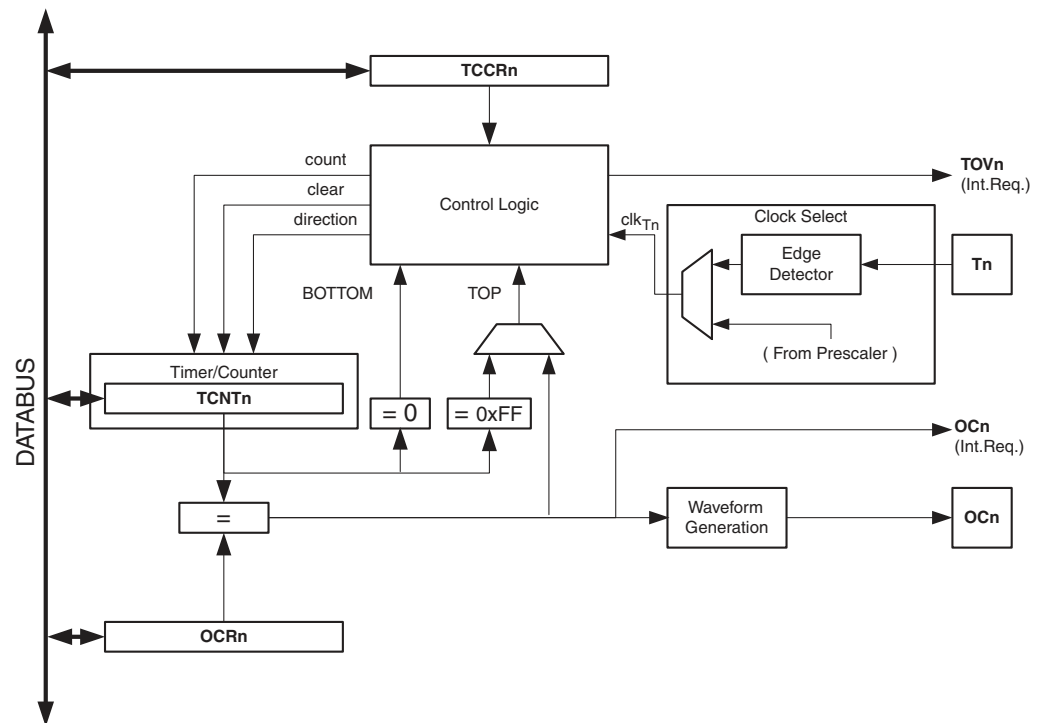 TCCRn
count
clear
direction
Control Logic
TOVn
(Int.Req.)
clkTn
Clock Select
Edge
Detector
Tn
( From Prescaler )
BOTTOM
TOP
DATABUS
Timer/Counter
TCNTn
= 0
= 0xFF
OCn
(Int.Req.)
=
Waveform
Generation
OCn
OCRn